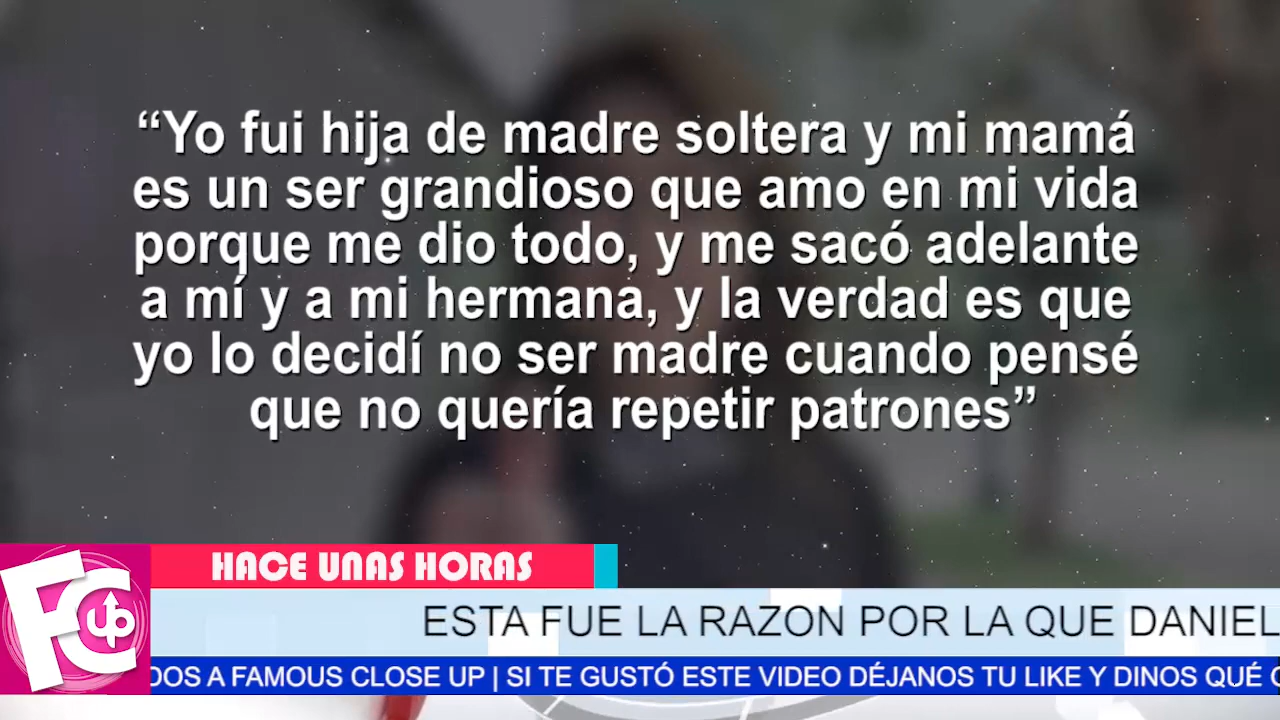 “Yo fui hija de madre soltera y mi mamá
es un ser grandioso que amo en mi vida
porque me dio todo, y me sacó adelante
a mí y a mi hermana, y la verdad es que
yo lo decidí no ser madre cuando pensé
que no quería repetir patrones”
HACE UNAS HORAS
FC UP
ESTA FUE LA RAZON POR LA QUE DANIEL
DOS A FAMOUS CLOSE UP | SI TE GUSTÓ ESTE VIDEO DÉJANOS TU LIKE Y DINOS QUÉ